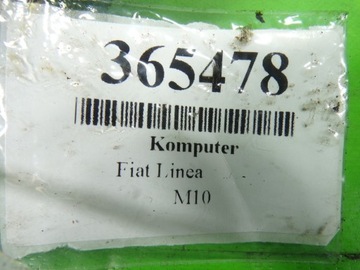 365478
Komputer
Fiat Linea
M10